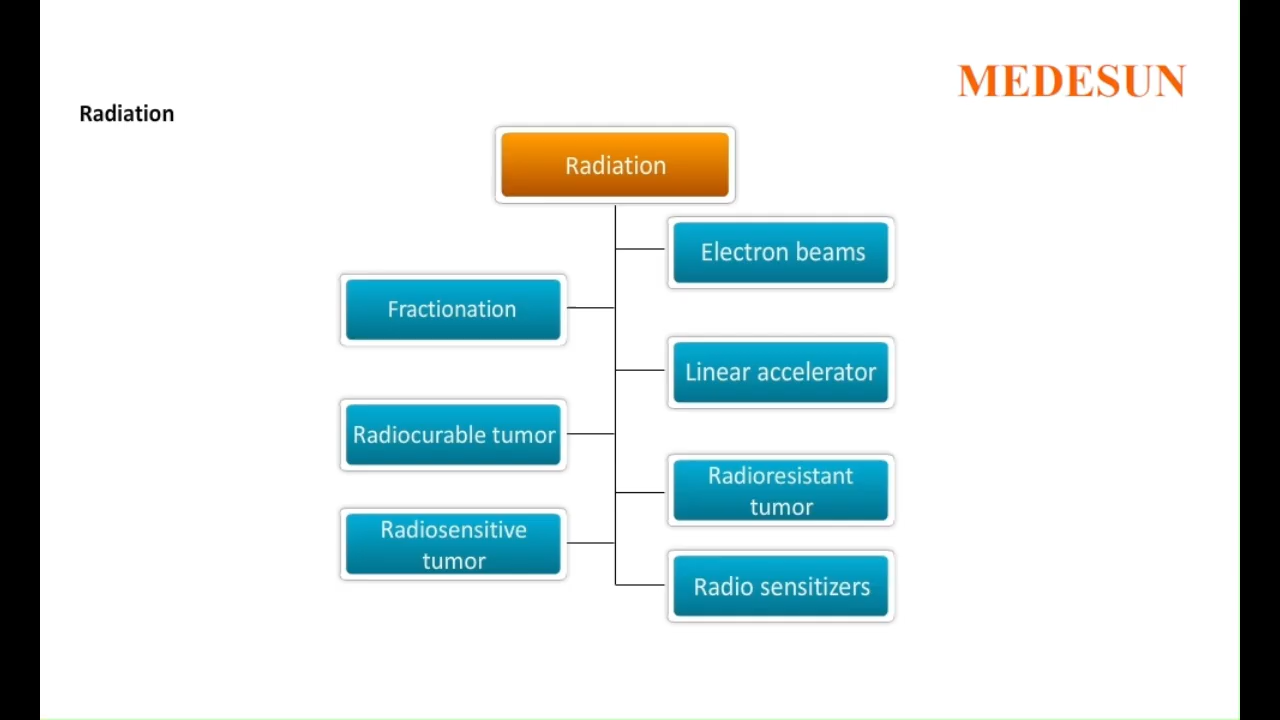 MEDESUN
Radiation
Radiation
Electron beams
Fractionation
Linear accelerator
Radiocurable tumor
Radioresistant
tumor
Radiosensitive
tumor
Radio sensitizers